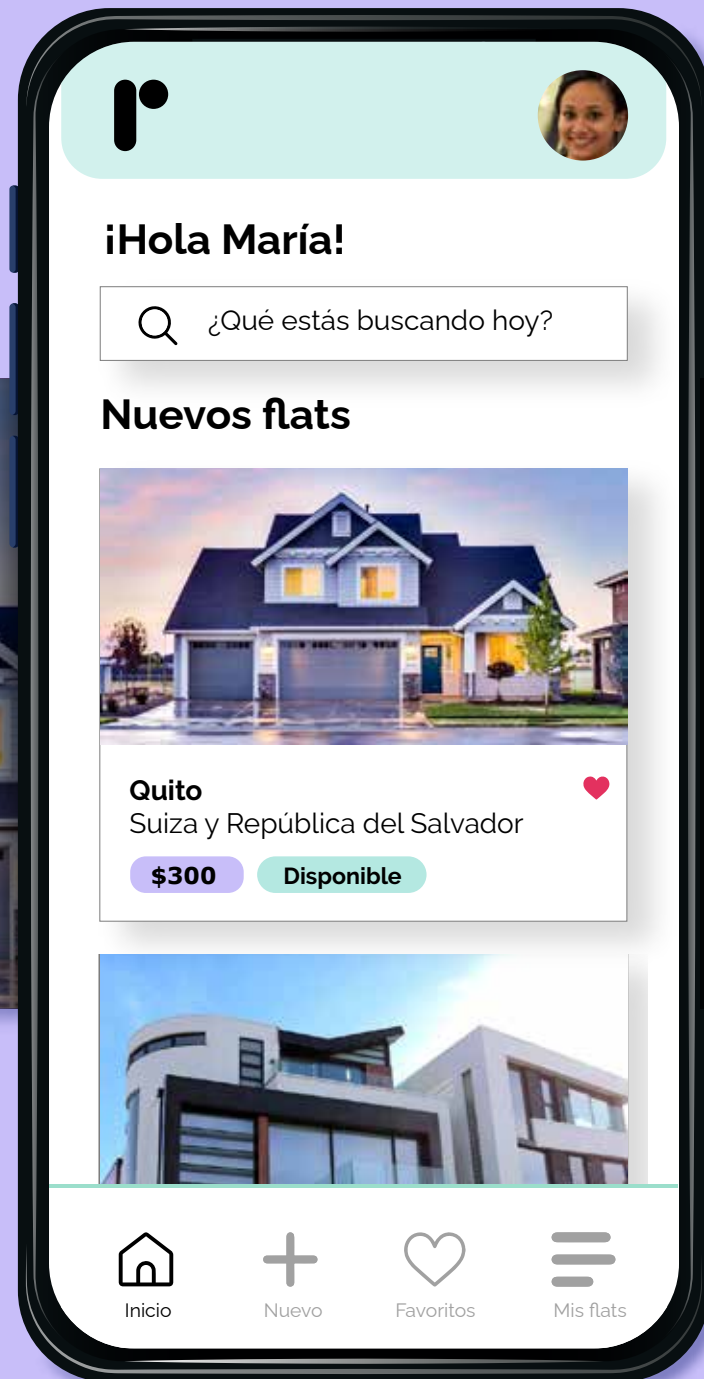 r
¡Hola María!
¿Qué estás buscando hoy?
Nuevos flats
Quito
Suiza y República del Salvador
$300 Disponible
Inicio Nuevo Favoritos Mis flats